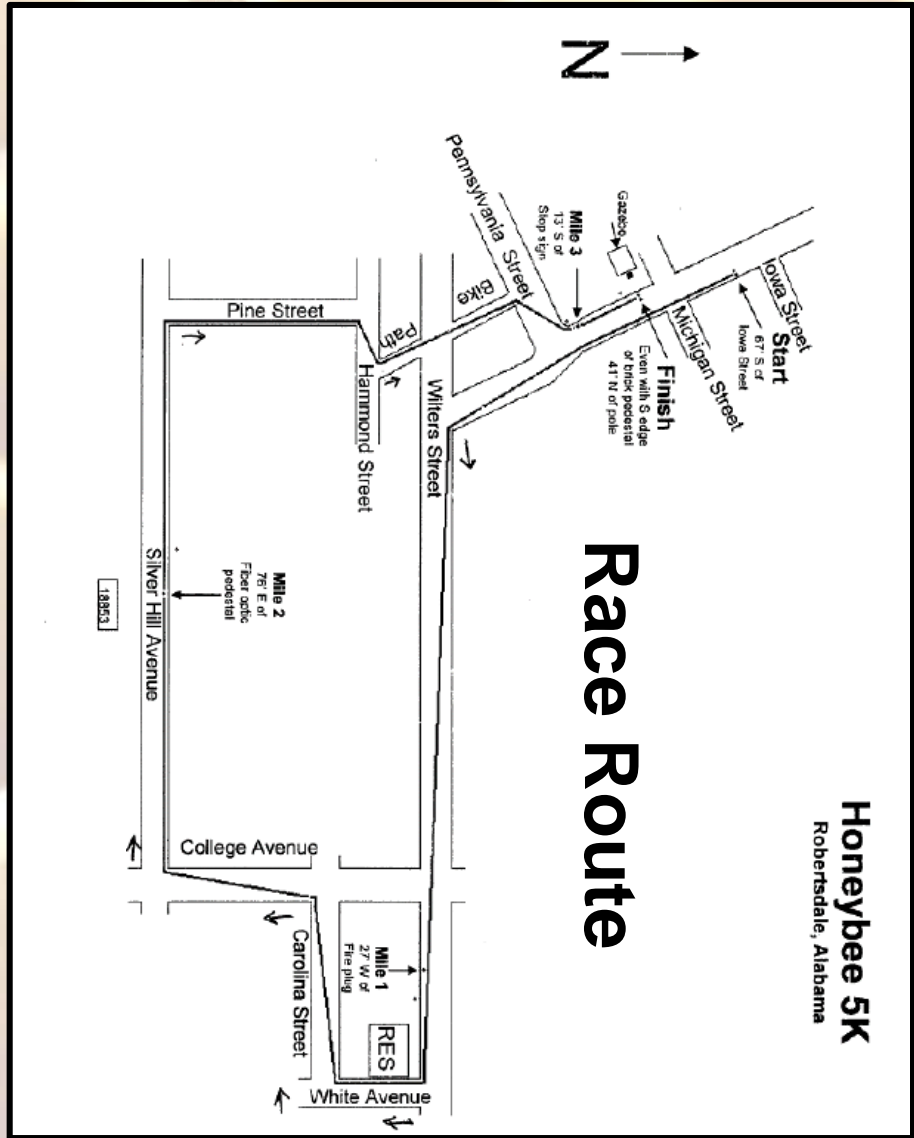 Honeybee 5K
Robertsdale, Alabama
Race Route
N
Iowa Street
Start
67' S of
Iowa Street
Michigan Street
Finish
Even with S edge
of brick pedestal
41' N of pole
Gazebo
Mile 3
13' S of
Stop sign
Pennsylvania Street
Bike
Path
Wilters Street
Hammond Street
Pine Street
Mile 2
76' E of
Fiber optic
pedestal
Silver Hill Avenue
18853
College Avenue
Mile 1
27' W of
Fire plug
RES
Carolina Street
White Avenue